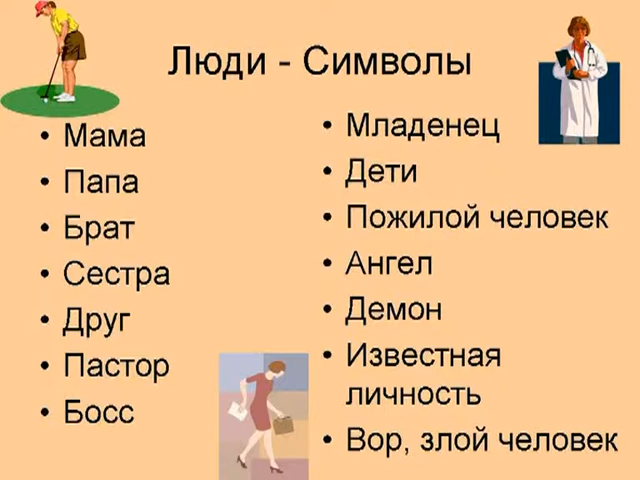 Люди - Символы
• Мама
• Папа
• Брат
• Сестра
• Друг
• Пастор
• Босс
• Младенец
• Дети
• Пожилой человек
• Ангел
• Демон
• Известная
личность
• Вор, злой человек